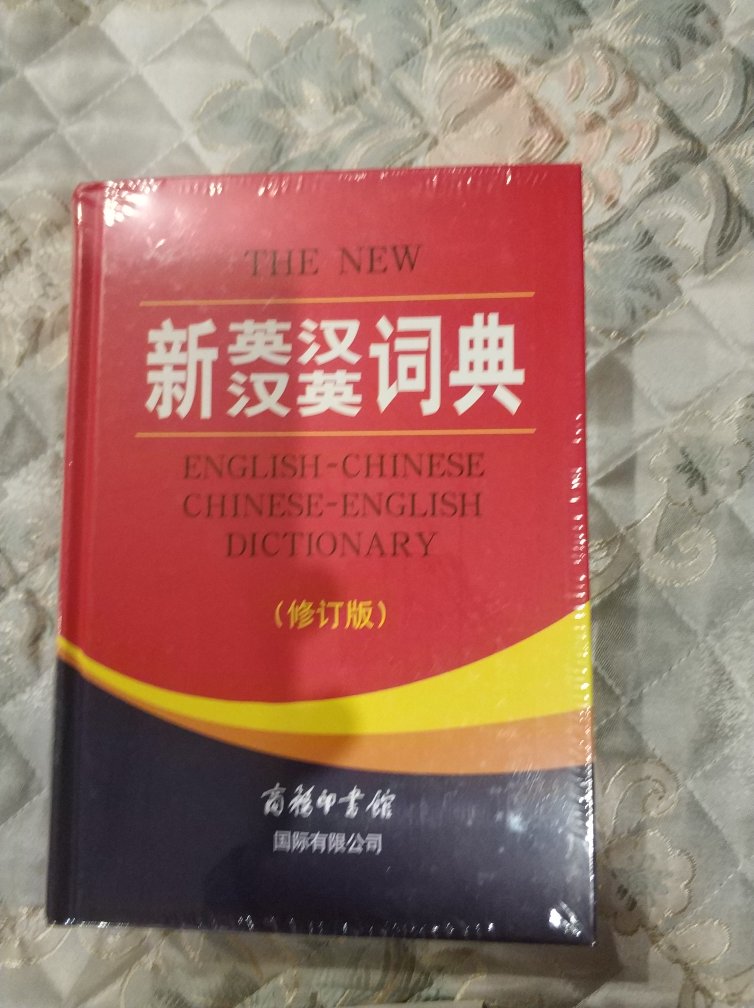 THE NEW
新英汉汉英词典
ENGLISH-CHINESE
CHINESE-ENGLISH
DICTIONARY
(修订版)
商务印书馆
国际有限公司